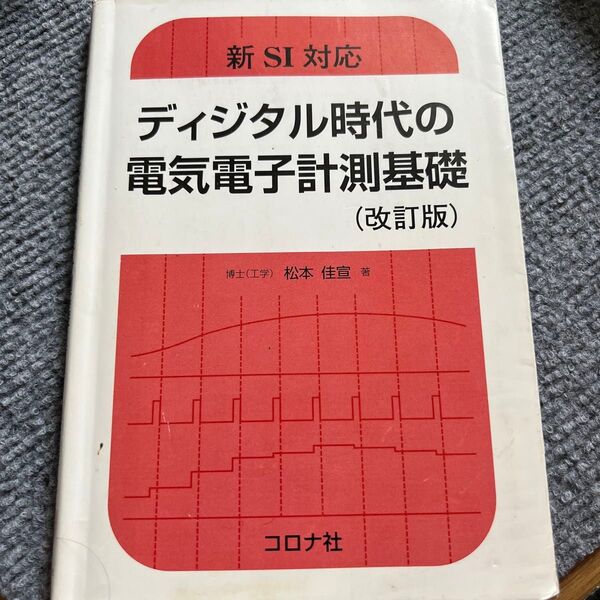 新 SI 対応
ディジタル時代の
電気電子計測基礎
(改訂版)
博士(工学) 松本 佳宣 著
コロナ社